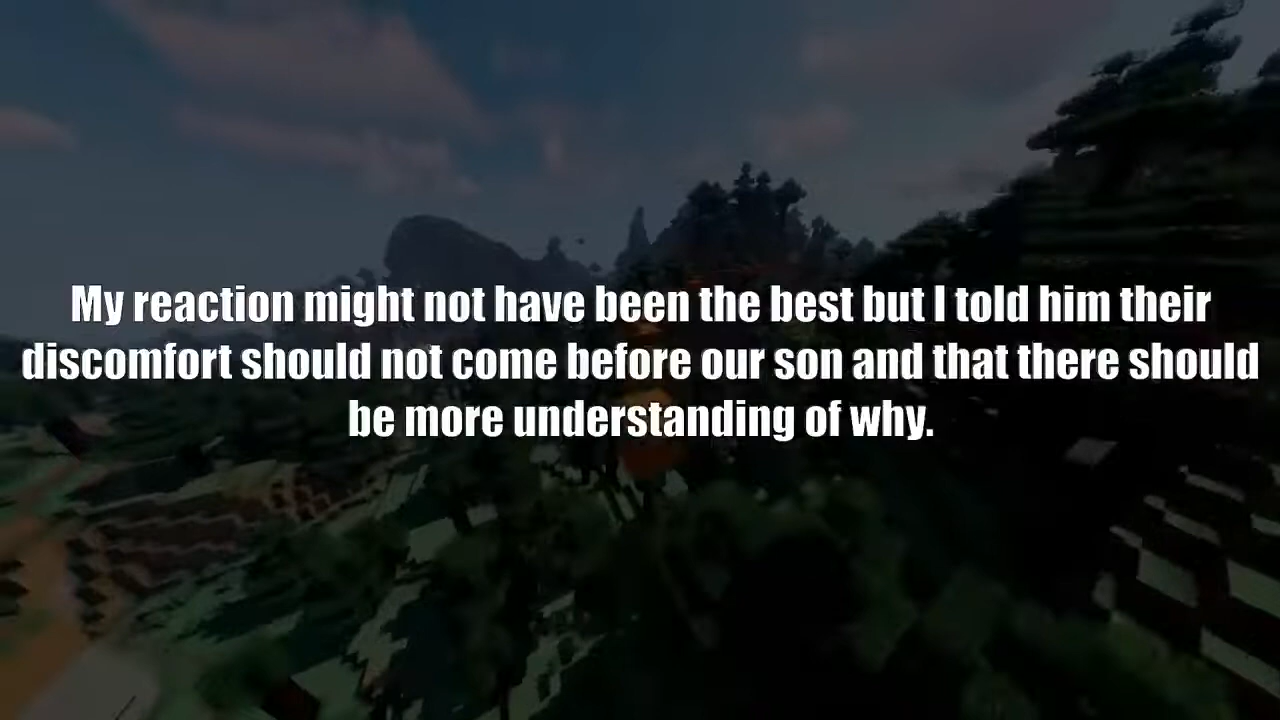 My reaction might not have been the best but I told him their
discomfort should not come before our son and that there should
be more understanding of why.